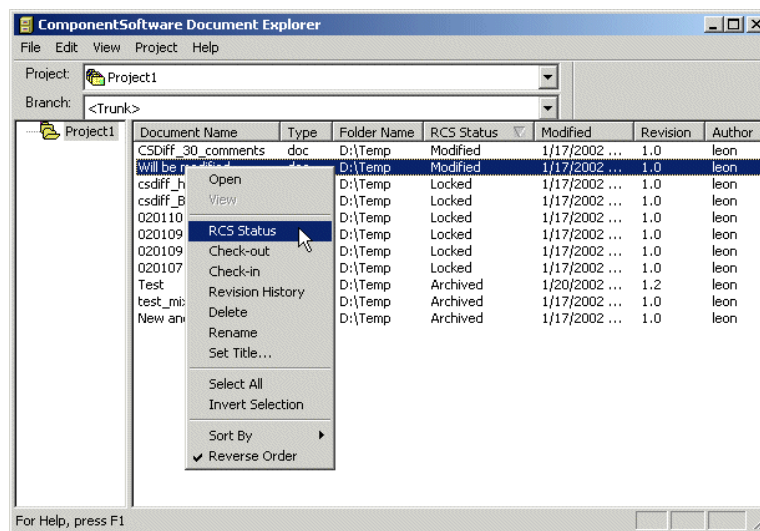 ComponentSoftware Document Explorer
File Edit View Project Help
Project: Project1
Branch: <Trunk>
Project1
Document Name Type Folder Name RCS Status Modified Revision Author
CSDiff_30_comments doc D:\Temp Modified 1/17/2002 ... 1.0 leon
Will be modified doc D:\Temp Modified 1/17/2002 ... 1.0 leon
csdiff_h D:\Temp Locked 1/17/2002 ... 1.0 leon
csdiff_B D:\Temp Locked 1/17/2002 ... 1.0 leon
020110 D:\Temp Locked 1/17/2002 ... 1.0 leon
020109 D:\Temp Locked 1/17/2002 ... 1.0 leon
020109 D:\Temp Locked 1/17/2002 ... 1.0 leon
020107 D:\Temp Locked 1/17/2002 ... 1.0 leon
Test D:\Temp Archived 1/20/2002 ... 1.2 leon
test_mi D:\Temp Archived 1/17/2002 ... 1.0 leon
New an D:\Temp Archived 1/17/2002 ... 1.0 leon
Open
View
RCS Status
Check-out
Check-in
Revision History
Delete
Rename
Set Title...
Select All
Invert Selection
Sort By
Reverse Order
For Help, press F1